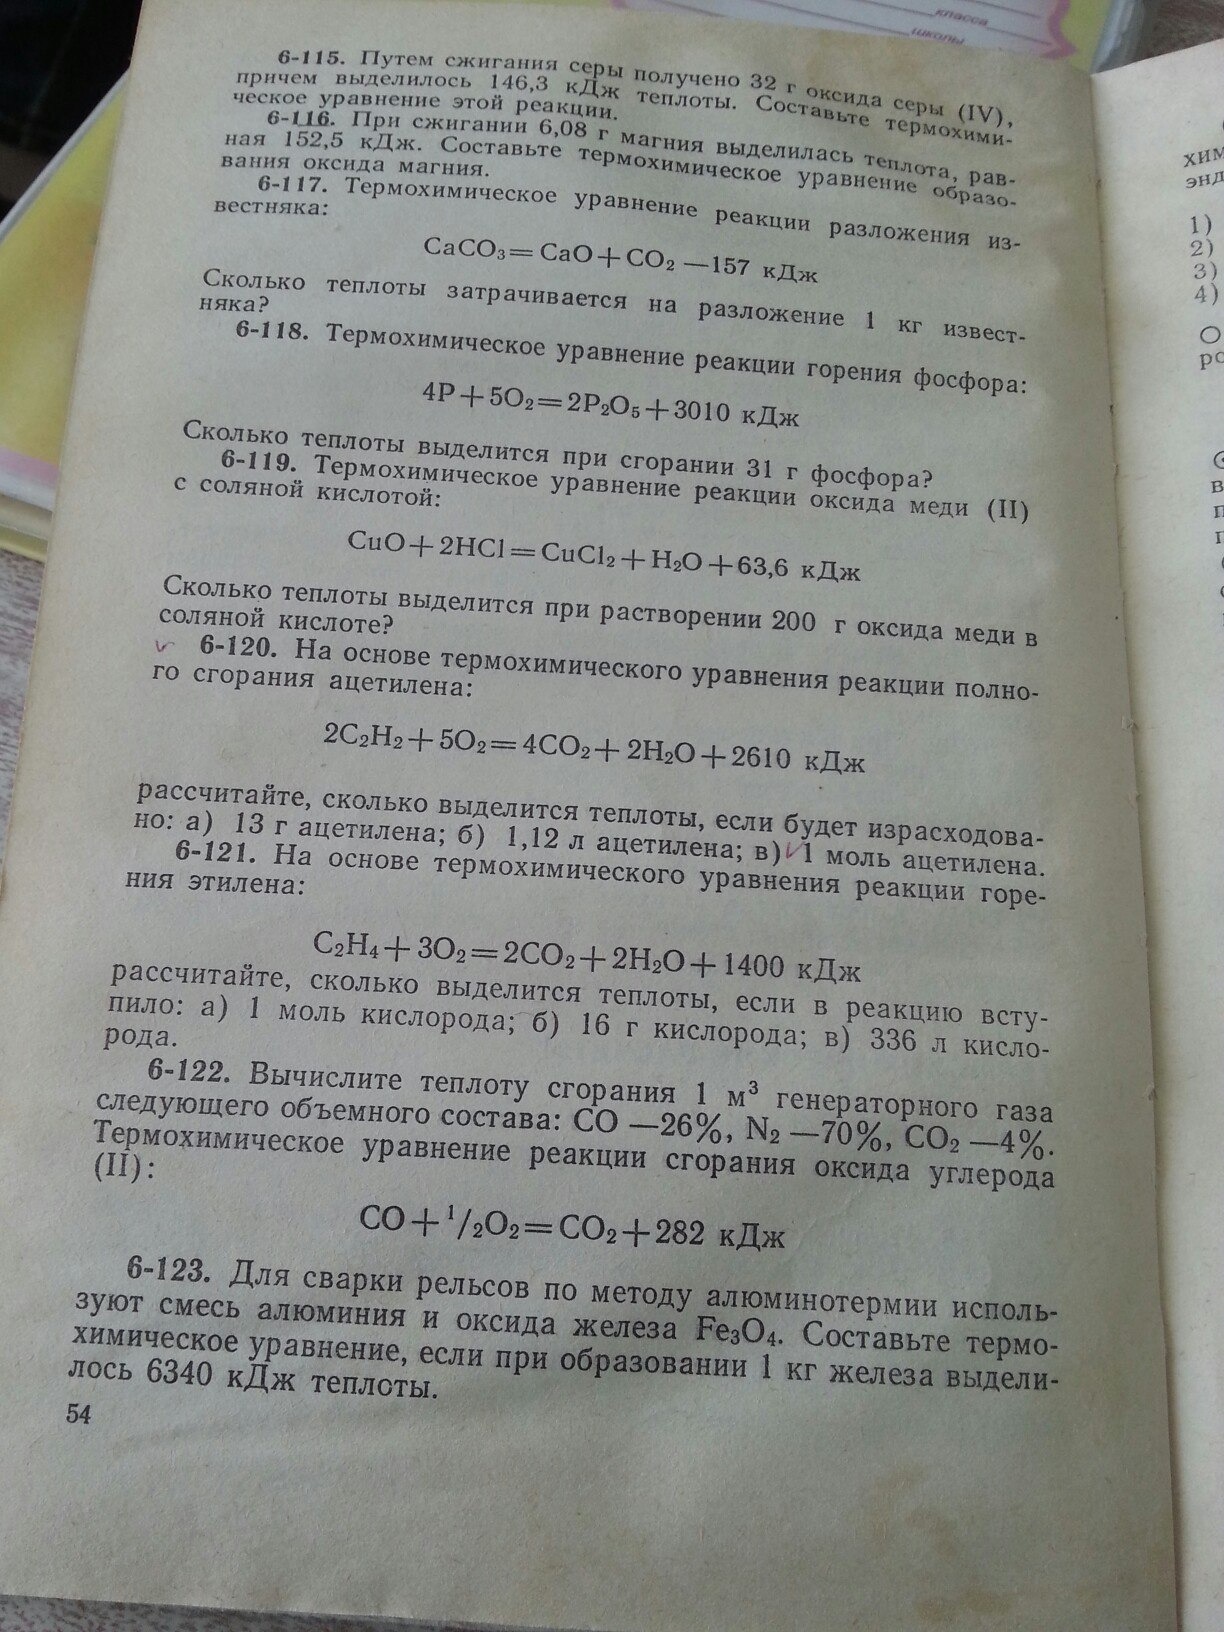 класса
школы
6-115. Путем сжигания серы получено 32 г оксида серы (IV),
причем выделилось 146,3 кДж теплоты. Составьте термохими-
ческое уравнение этой реакции.
6-116. При сжигании 6,08 г магния выделилась теплота, рав-
ная 152,5 кДж. Составьте термохимическое уравнение образо-
вания оксида магния.
6-117. Термохимическое уравнение реакции разложения из-
вестняка:
CaCO₃=CaO+CO₂—157 кДж
Сколько теплоты затрачивается на разложение 1 кг извест-
няка?
6-118. Термохимическое уравнение реакции горения фосфора:
4P+5O₂=2P₂O₅+3010 кДж
Сколько теплоты выделится при сгорании 31 г фосфора?
6-119. Термохимическое уравнение реакции оксида меди (II)
с соляной кислотой:
CuO+2HCl=CuCl₂+H₂O+63,6 кДж
Сколько теплоты выделится при растворении 200 г оксида меди в
соляной кислоте?
6-120. На основе термохимического уравнения реакции полно-
го сгорания ацетилена:
2C₂H₂+5O₂=4CO₂+2H₂O+2610 кДж
рассчитайте, сколько выделится теплоты, если будет израсходова-
но: а) 13 г ацетилена; б) 1,12 л ацетилена; в) 1 моль ацетилена.
6-121. На основе термохимического уравнения реакции горе-
ния этилена:
C₂H₄+3O₂=2CO₂+2H₂O+1400 кДж
рассчитайте, сколько выделится теплоты, если в реакцию всту-
пило: а) 1 моль кислорода; б) 16 г кислорода; в) 336 л кисло-
рода.
6-122. Вычислите теплоту сгорания 1 м³ генераторного газа
следующего объемного состава: CO —26%, N₂ —70%, CO₂ —4%.
Термохимическое уравнение реакции сгорания оксида углерода
(II):
CO+¹/₂O₂=CO₂+282 кДж
6-123. Для сварки рельсов по методу алюминотермии исполь-
зуют смесь алюминия и оксида железа Fe₃O₄. Составьте термо-
химическое уравнение, если при образовании 1 кг железа выдели-
лось 6340 кДж теплоты.
54
хим
энд
1)
2)
3)
4)